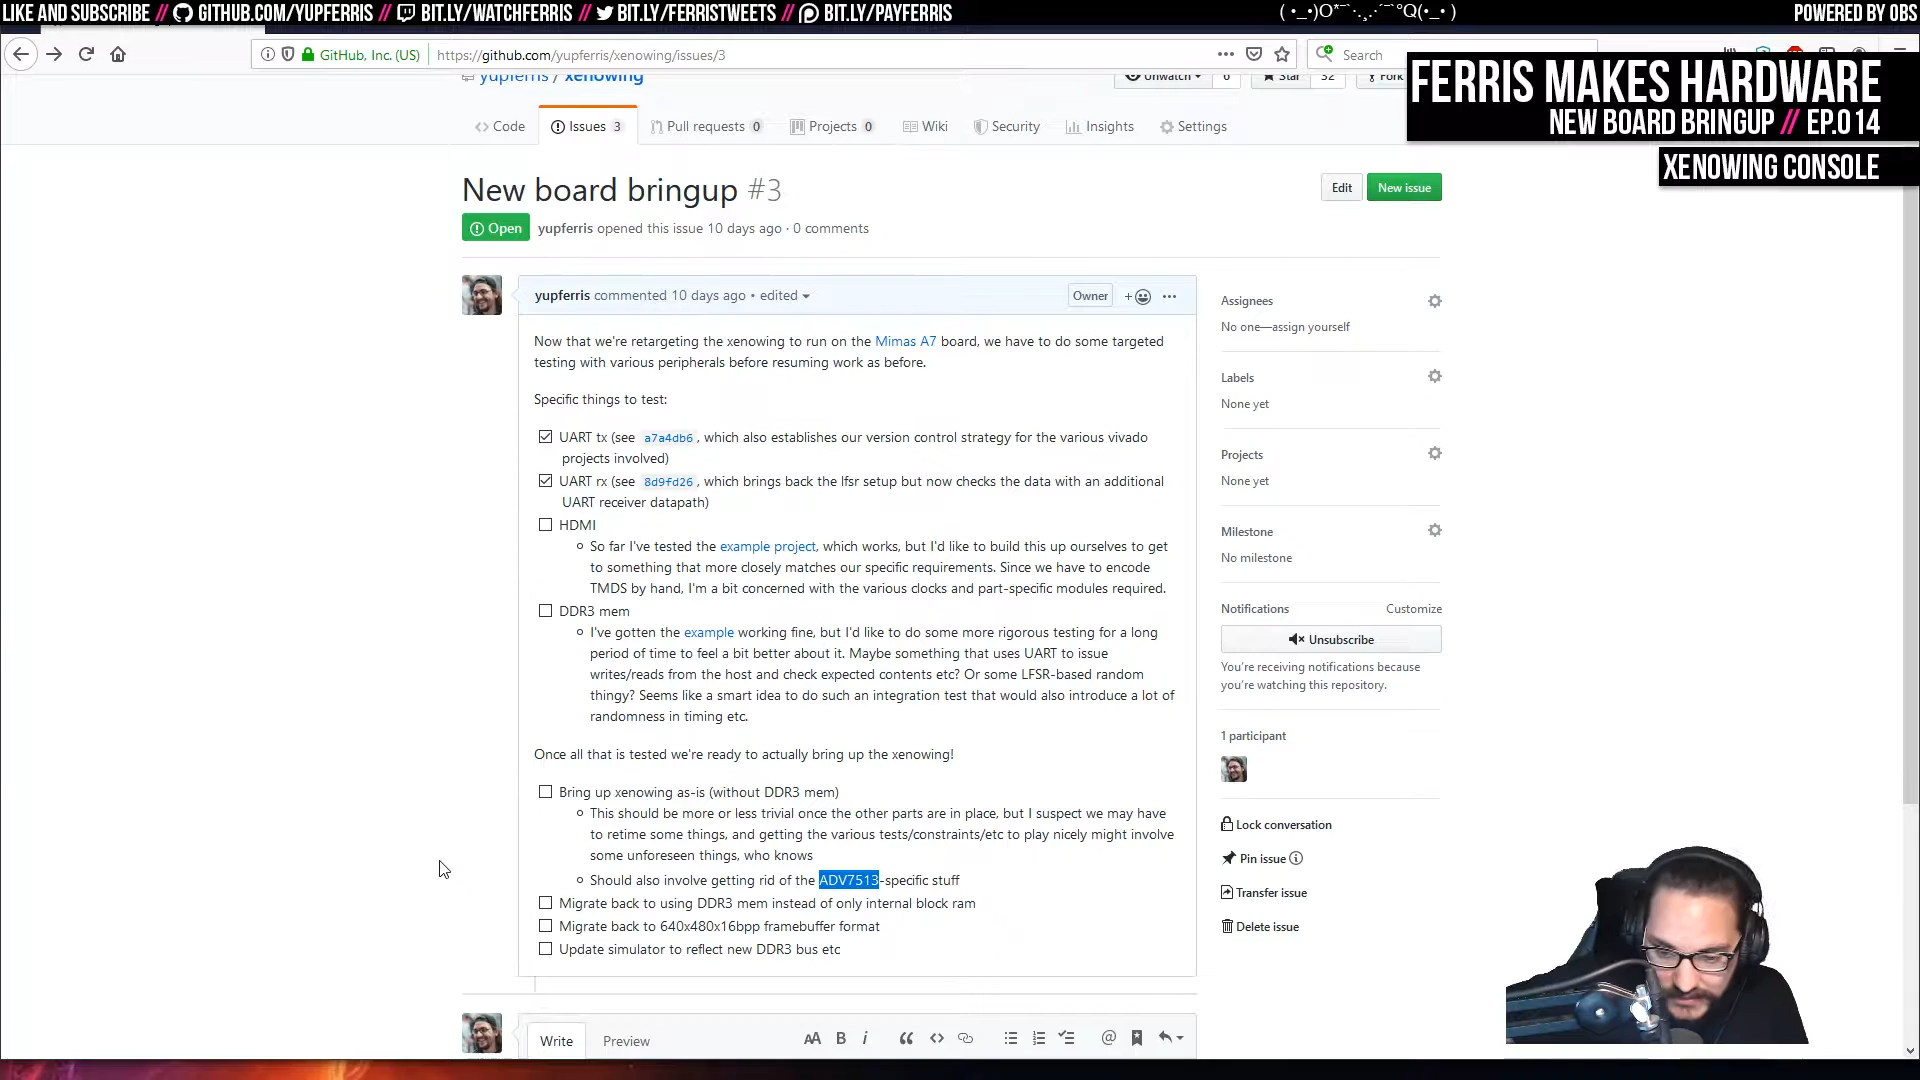 LIKE AND SUBSCRIBE // GITHUB.COM/YUPFERRIS // BIT.LY/WATCHFERRIS // BIT.LY/FERRISTWEETS // BIT.LY/PAYFERRIS
POWERED BY OBS
GitHub, Inc. (US)
https://github.com/yupferris/xenowing/issues/3
Search
FERRIS MAKES HARDWARE
NEW BOARD BRINGUP // EP.014
XENOWING CONSOLE
yupferris / xenowing
Unwatch 6 Star 32 Fork
Code Issues 3 Pull requests 0 Projects 0 Wiki Security Insights Settings
New board bringup #3
Edit New issue
Open yupferris opened this issue 10 days ago · 0 comments
yupferris commented 10 days ago • edited
Owner
Now that we're retargeting the xenowing to run on the Mimas A7 board, we have to do some targeted
testing with various peripherals before resuming work as before.
Specific things to test:
UART tx (see a7a4db6, which also establishes our version control strategy for the various vivado
projects involved)
UART rx (see 8d9fd26, which brings back the lfsr setup but now checks the data with an additional
UART receiver datapath)
HDMI
So far I've tested the example project, which works, but I'd like to build this up ourselves to get
to something that more closely matches our specific requirements. Since we have to encode
TMDS by hand, I'm a bit concerned with the various clocks and part-specific modules required.
DDR3 mem
I've gotten the example working fine, but I'd like to do some more rigorous testing for a long
period of time to feel a bit better about it. Maybe something that uses UART to issue
writes/reads from the host and check expected contents etc? Or some LFSR-based random
thingy? Seems like a smart idea to do such an integration test that would also introduce a lot of
randomness in timing etc.
Once all that is tested we're ready to actually bring up the xenowing!
Bring up xenowing as-is (without DDR3 mem)
This should be more or less trivial once the other parts are in place, but I suspect we may have
to retime some things, and getting the various tests/constraints/etc to play nicely might involve
some unforeseen things, who knows
Should also involve getting rid of the ADV7513-specific stuff
Migrate back to using DDR3 mem instead of only internal block ram
Migrate back to 640x480x16bpp framebuffer format
Update simulator to reflect new DDR3 bus etc
Assignees
No one—assign yourself
Labels
None yet
Projects
None yet
Milestone
No milestone
Notifications Customize
Unsubscribe
You're receiving notifications because
you're watching this repository.
1 participant
Lock conversation
Pin issue
Transfer issue
Delete issue
Write Preview